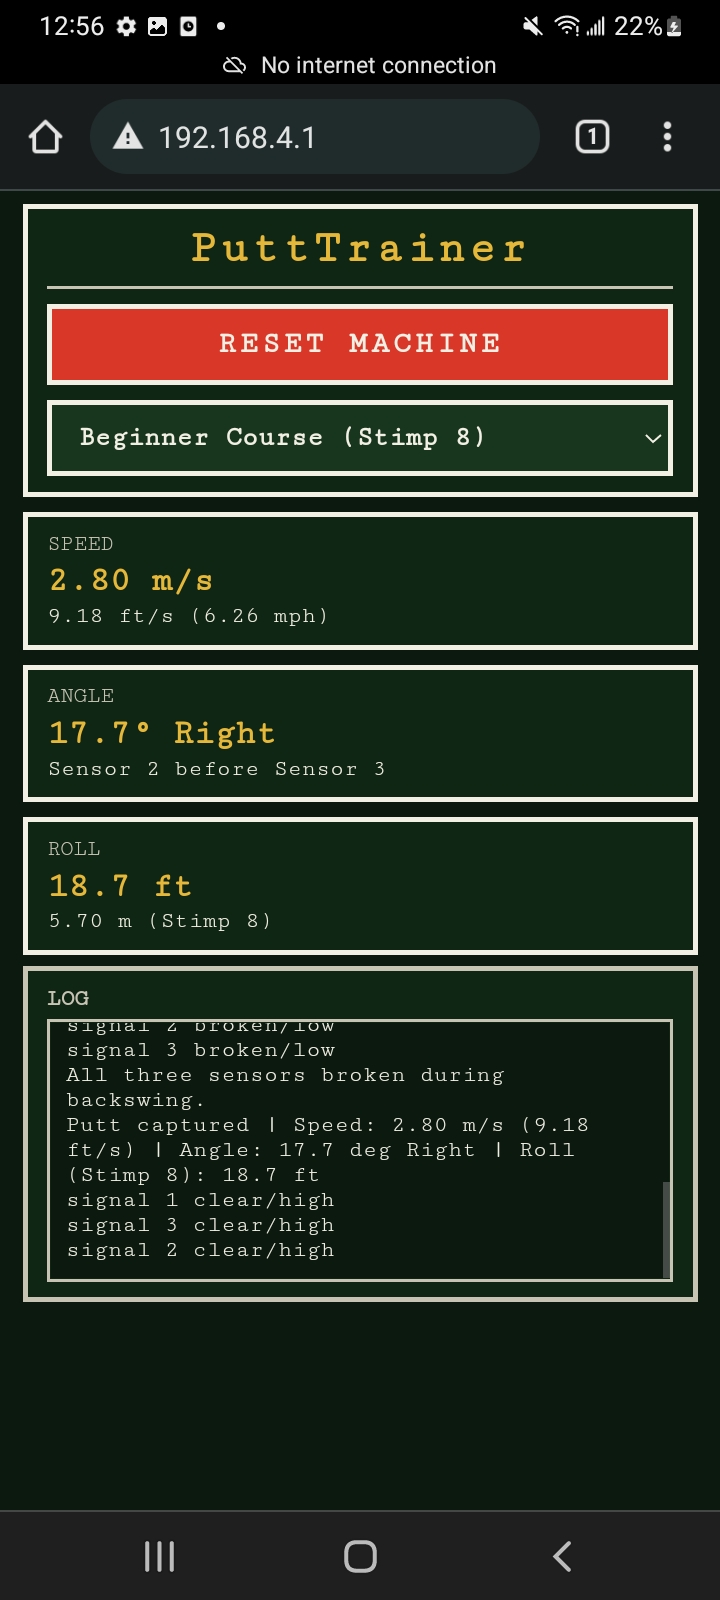 12:56
22%
No internet connection
192.168.4.1
1
PuttTrainer
RESET MACHINE
Beginner Course (Stimp 8)
SPEED
2.80 m/s
9.18 ft/s (6.26 mph)
ANGLE
17.7° Right
Sensor 2 before Sensor 3
ROLL
18.7 ft
5.70 m (Stimp 8)
LOG
signal 2 broken/low
signal 3 broken/low
All three sensors broken during
backswing.
Putt captured | Speed: 2.80 m/s (9.18
ft/s) | Angle: 17.7 deg Right | Roll
(Stimp 8): 18.7 ft
signal 1 clear/high
signal 3 clear/high
signal 2 clear/high